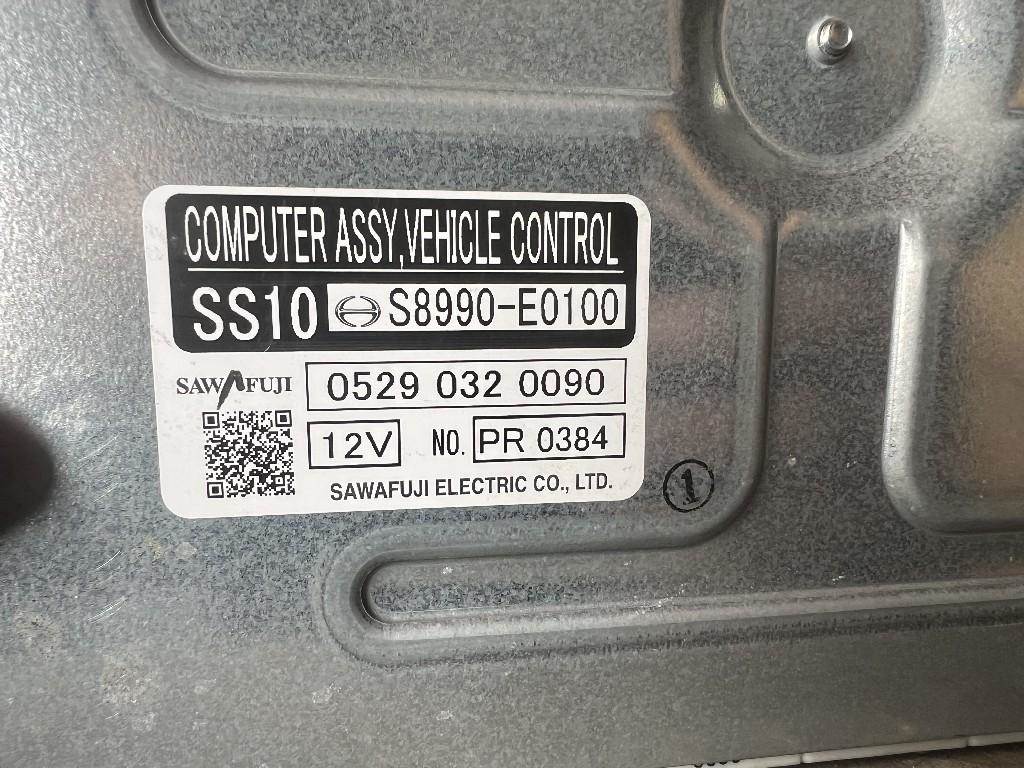 COMPUTER ASSY,VEHICLE CONTROL
SS10 S8990-E0100
SAWAFUJI 0529 032 0090
12V NO. PR 0384
SAWAFUJI ELECTRIC CO., LTD.
1